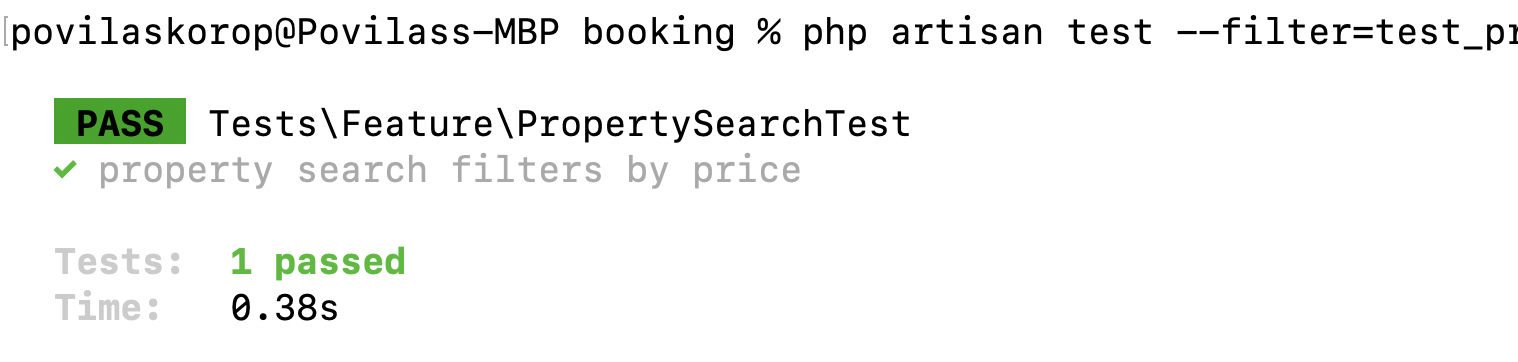 [povilaskorop@Povilass-MBP booking % php artisan test --filter=test_pr
PASS Tests\Feature\PropertySearchTest
✓ property search filters by price
Tests: 1 passed
Time: 0.38s